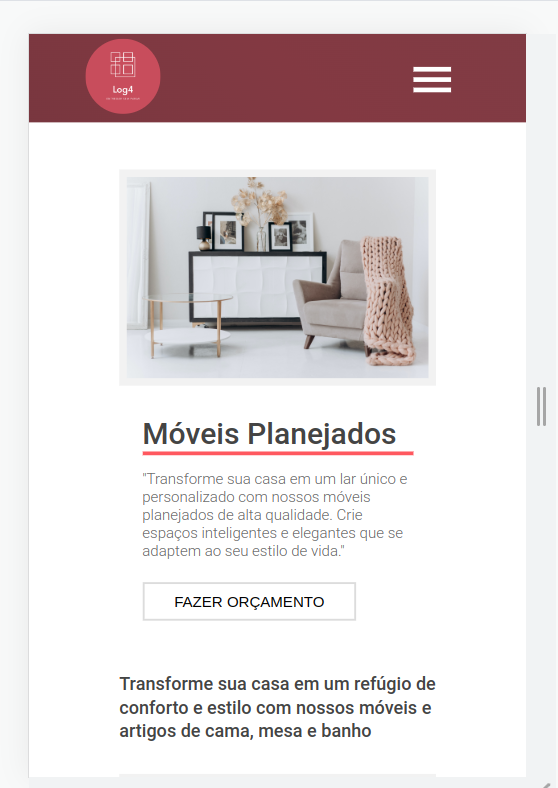 Log4
Móveis Planejados
"Transforme sua casa em um lar único e
personalizado com nossos móveis
planejados de alta qualidade. Crie
espaços inteligentes e elegantes que se
adaptem ao seu estilo de vida."
FAZER ORÇAMENTO
Transforme sua casa em um refúgio de
conforto e estilo com nossos móveis e
artigos de cama, mesa e banho